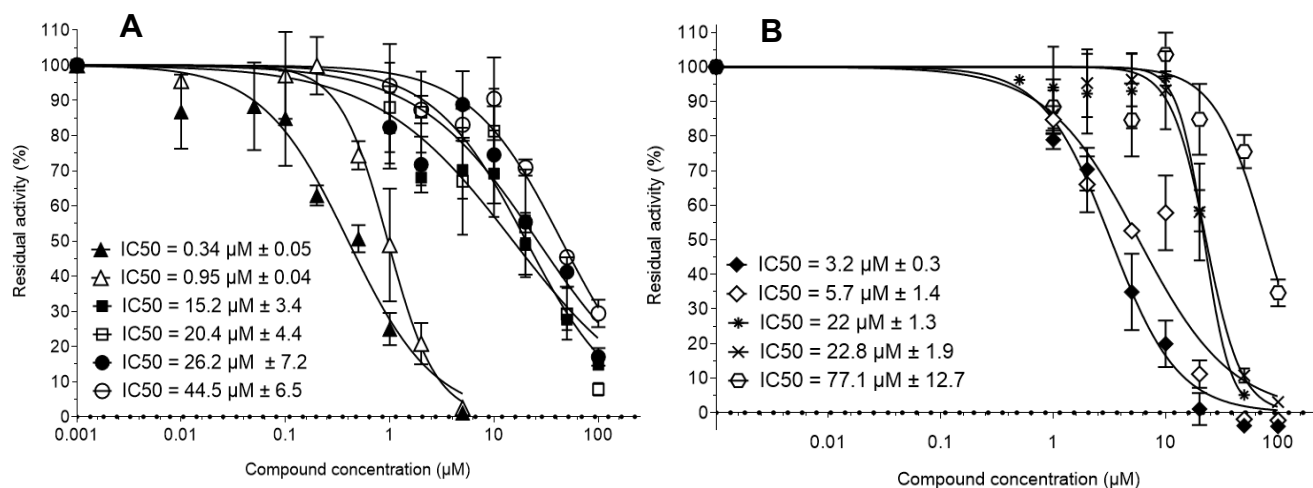 A
110
100
90
80
70
60
50
40
30
20
10
0
Residual activity (%)
IC50 = 0.34 µM ± 0.05
IC50 = 0.95 µM ± 0.04
IC50 = 15.2 µM ± 3.4
IC50 = 20.4 µM ± 4.4
IC50 = 26.2 µM ± 7.2
IC50 = 44.5 µM ± 6.5
0.001 0.01 0.1 1 10 100
Compound concentration (µM)
B
110
100
90
80
70
60
50
40
30
20
10
0
Residual activity (%)
IC50 = 3.2 µM ± 0.3
IC50 = 5.7 µM ± 1.4
IC50 = 22 µM ± 1.3
IC50 = 22.8 µM ± 1.9
IC50 = 77.1 µM ± 12.7
0.01 0.1 1 10 100
Compound concentration (µM)